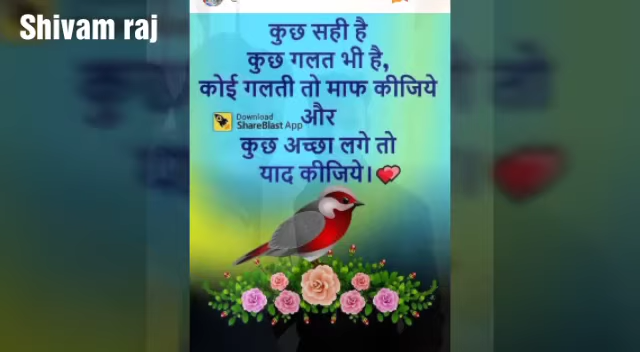 Shivam raj
कुछ सही है
कुछ गलत भी है,
कोई गलती तो माफ कीजिये
Download
ShareBlast App
और
कुछ अच्छा लगे तो
याद कीजिये।